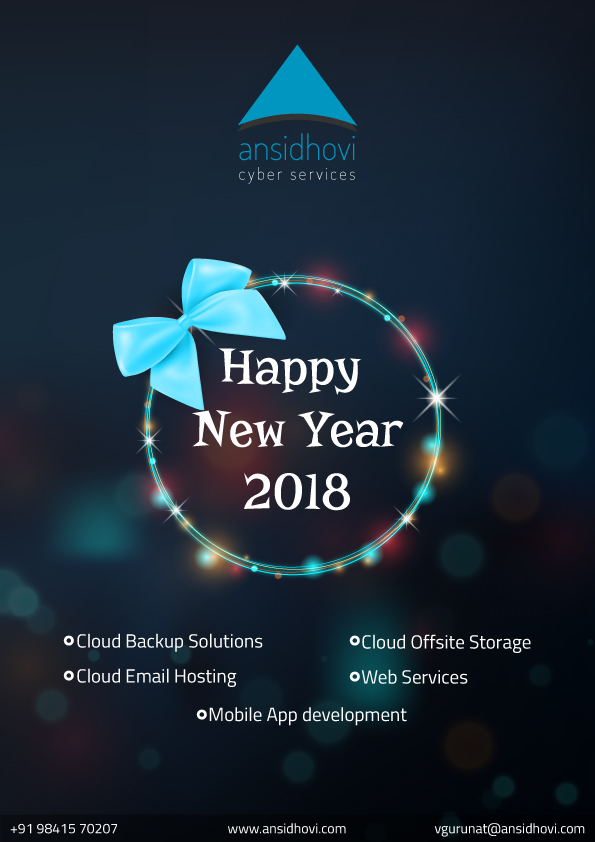 ansidhovi
cyber services
Happy
New Year
2018
Cloud Backup Solutions
Cloud Offsite Storage
Cloud Email Hosting
Web Services
Mobile App development
+91 98415 70207
www.ansidhovi.com
vgurunat@ansidhovi.com